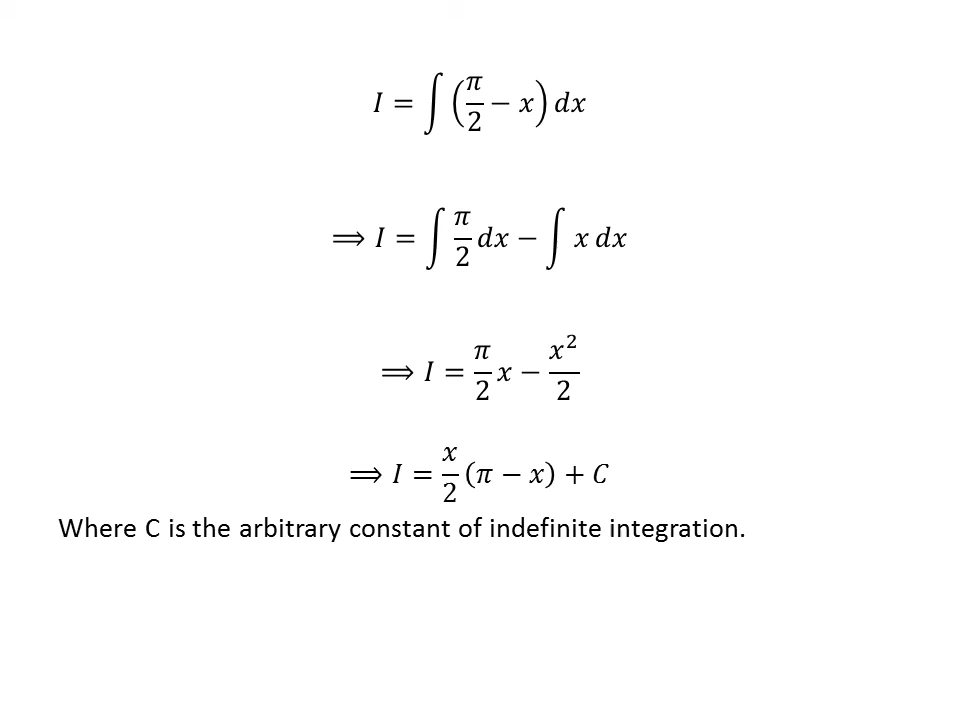 𝐼 = ∫ (𝜋/2 − 𝑥) 𝑑𝑥
⟹ 𝐼 = ∫ 𝜋/2 𝑑𝑥 − ∫ 𝑥 𝑑𝑥
⟹ 𝐼 = 𝜋/2 𝑥 − 𝑥²/2
⟹ 𝐼 = 𝑥/2 (𝜋 − 𝑥) + 𝐶
Where C is the arbitrary constant of indefinite integration.